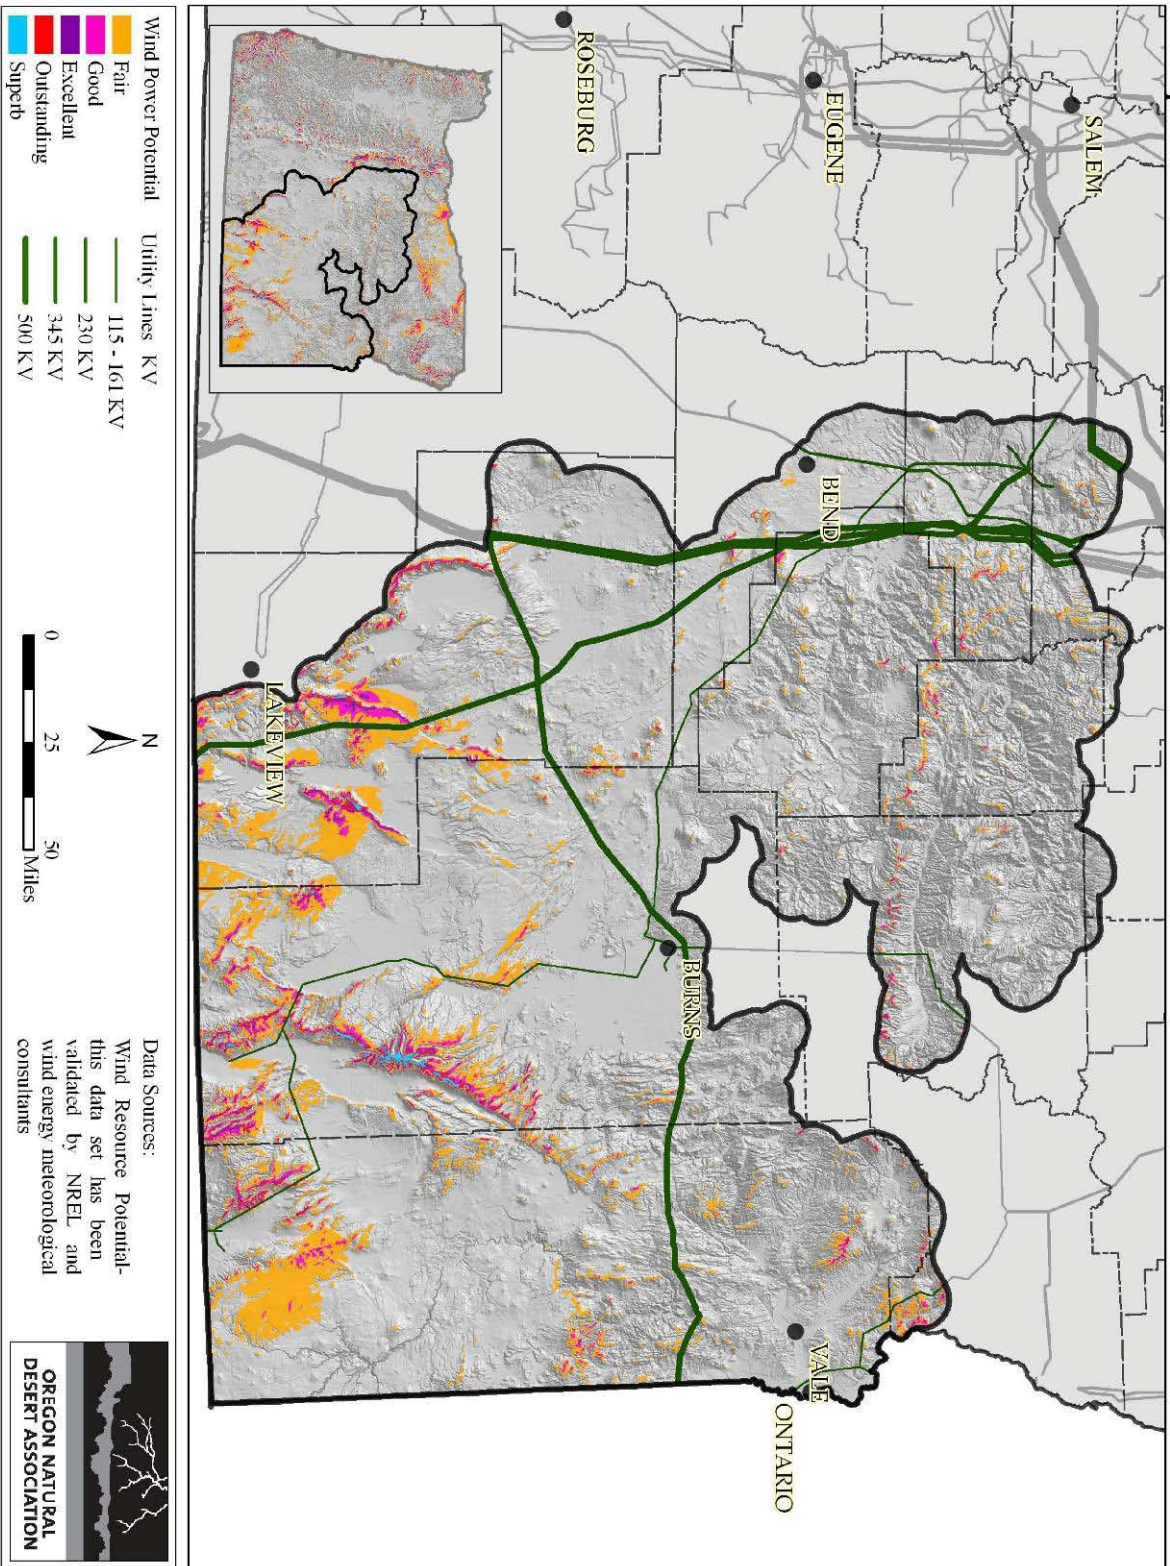 SALEM
EUGENE
ROSEBURG
BEND
BURNS
VALE
ONTARIO
LAKEVIEW
Wind Power Potential
Fair
Good
Excellent
Outstanding
Superb
Utility Lines KV
115 - 161 KV
230 KV
345 KV
500 KV
N
0 25 50
Miles
Data Sources:
Wind Resource Potential-
this data set has been
validated by NREL and
wind energy meteorological
consultants
OREGON NATURAL
DESERT ASSOCIATION